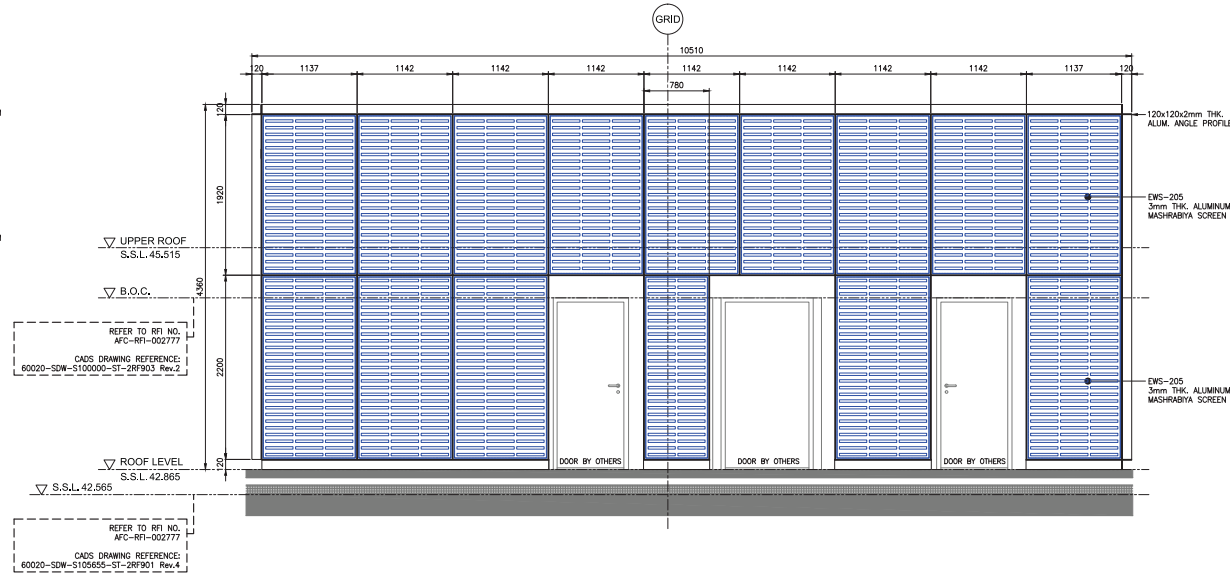 GRID
10510
120
1137
1142
1142
1142
1142
1142
1142
1142
1137
120
780
120
120x120x2mm THK.
ALUM. ANGLE PROFILE
1920
EWS-205
3mm THK. ALUMINUM
MASHRABIYA SCREEN
UPPER ROOF
S.S.L. 45.515
4360
B.O.C.
REFER TO RFI NO.
AFC-RFI-002777
CADS DRAWING REFERENCE:
60020-SDW-S100000-ST-2RF903 Rev.2
2200
EWS-205
3mm THK. ALUMINUM
MASHRABIYA SCREEN
DOOR BY OTHERS
DOOR BY OTHERS
DOOR BY OTHERS
ROOF LEVEL
S.S.L. 42.865
120
S.S.L. 42.565
REFER TO RFI NO.
AFC-RFI-002777
CADS DRAWING REFERENCE:
60020-SDW-S105655-ST-2RF901 Rev.4